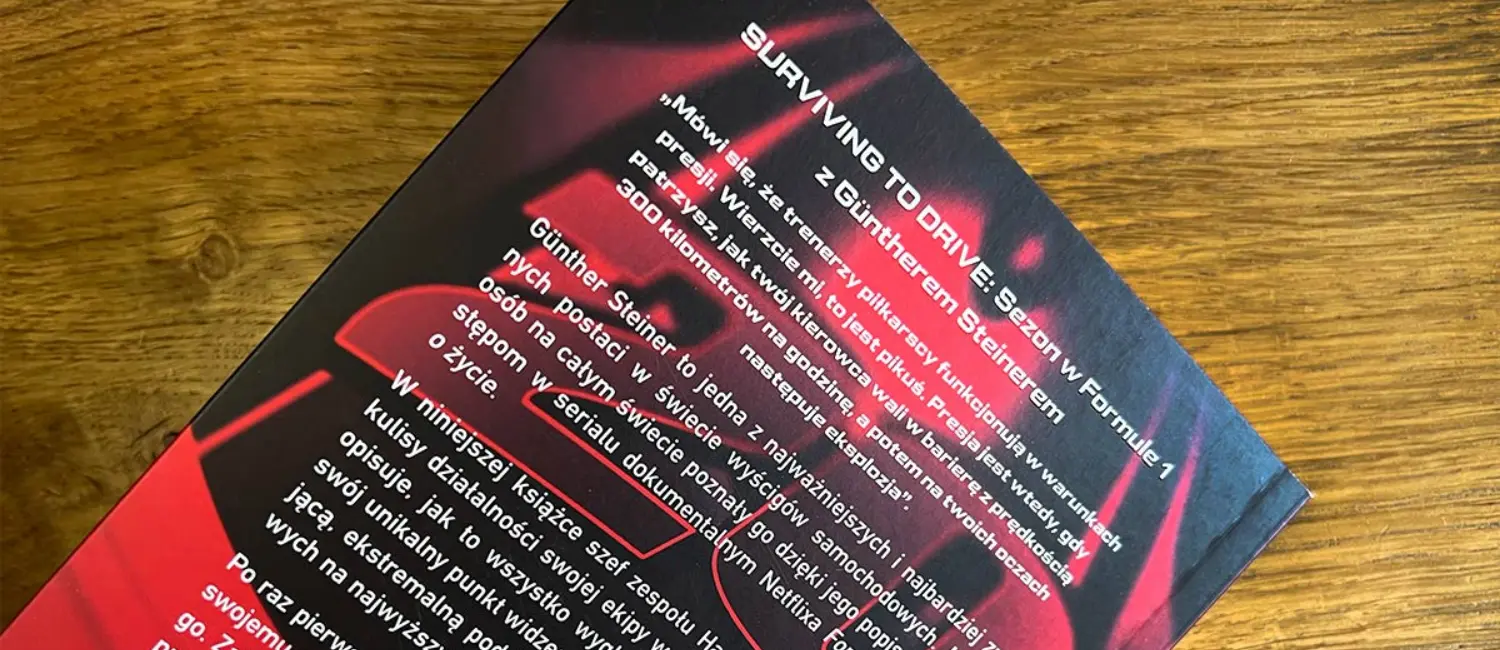 SURVIVING TO DRIVE: Sezon w Formule 1
z Güntherem Steinerem
„Mówi się, że trenerzy piłkarscy funkcjonują w warunkach
presji. Wierzcie mi, to jest pikuś. Presja jest wtedy, gdy
patrzysz, jak twój kierowca wali w barierę z prędkością
300 kilometrów na godzinę, a potem na twoich oczach
następuje eksplozja”.
Günther Steiner to jedna z najważniejszych i najbardziej
nych postaci w świecie wyścigów samochodowych.
osób na całym świecie poznały go dzięki jego
stępom w serialu dokumentalnym Netflixa
o życie.
W niniejszej książce szef zespołu
kulisy działalności swojej ekipy w
opisuje, jak to wszystko
swój unikalny punkt
jącą, ekstremalną
wych na
Po raz
swojemu
go.